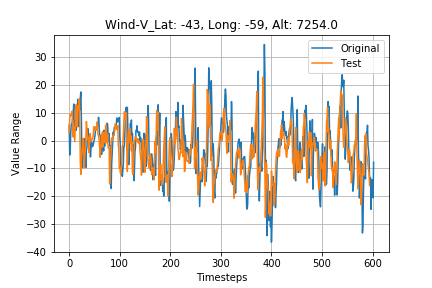 Wind-V_Lat: -43, Long: -59, Alt: 7254.0
Original
Test
Value Range
30
20
10
0
−10
−20
−30
−40
0 100 200 300 400 500 600
Timesteps